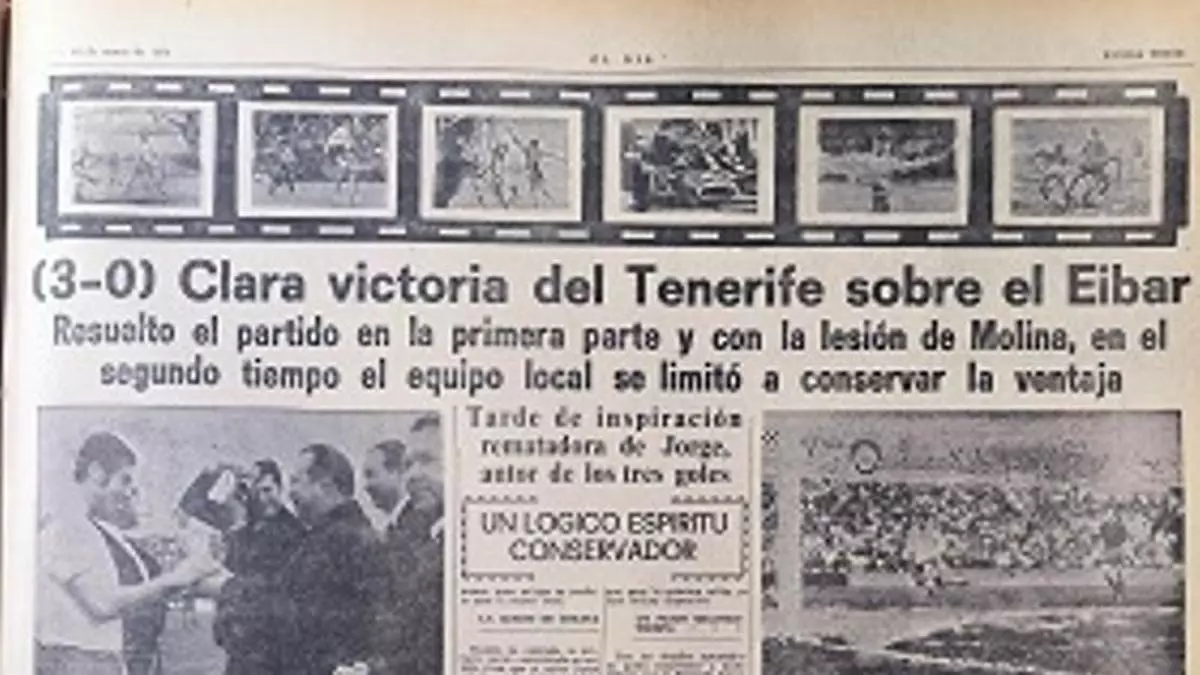 EL DIA
(3-0) Clara victoria del Tenerife sobre el Eibar
Resuelto el partido en la primera parte y con la lesión de Molina, en el
segundo tiempo el equipo local se limitó a conservar la ventaja
Tarde de inspiración
rematadora de Jorge,
autor de los tres goles
UN LOGICO ESPIRITU
CONSERVADOR